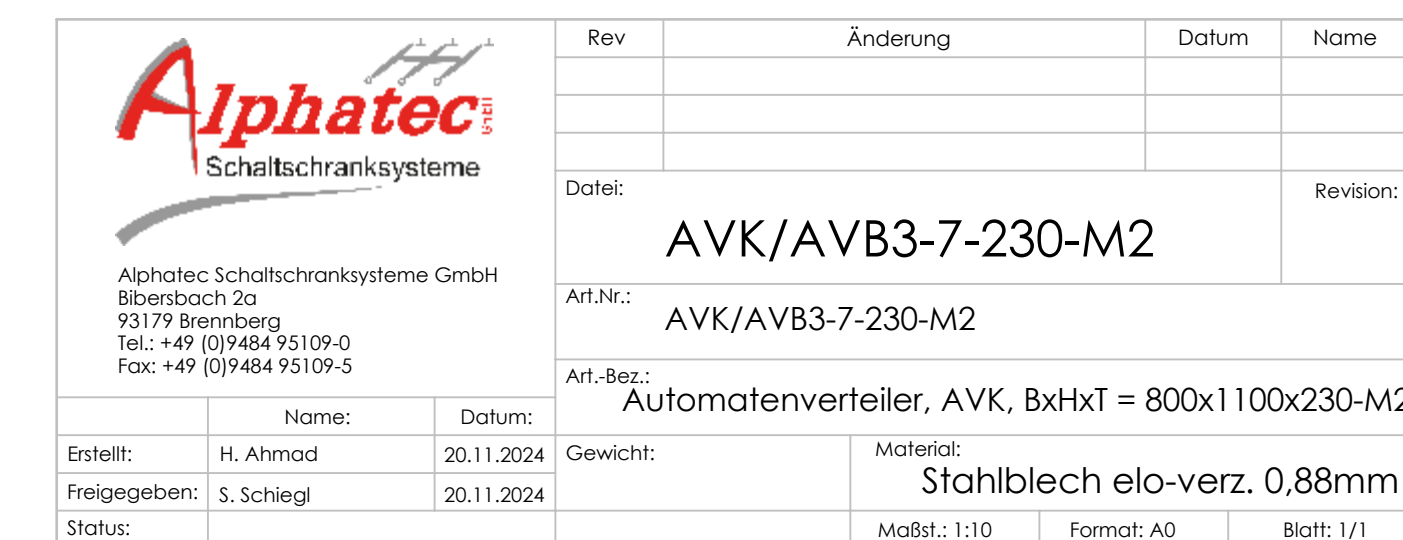 Alphatec GmbH
Schaltschranksysteme
Alphatec Schaltschranksysteme GmbH
Bibersbach 2a
93179 Brennberg
Tel.: +49 (0)9484 95109-0
Fax: +49 (0)9484 95109-5
Name: Datum:
Erstellt: H. Ahmad 20.11.2024
Freigegeben: S. Schiegl 20.11.2024
Status:
Rev Änderung Datum Name
Datei: Revision:
AVK/AVB3-7-230-M2
Art.Nr.:
AVK/AVB3-7-230-M2
Art.-Bez.:
Automatenverteiler, AVK, BxHxT = 800x1100x230-M2
Gewicht: Material:
Stahlblech elo-verz. 0,88mm
Maßst.: 1:10 Format: A0 Blatt: 1/1